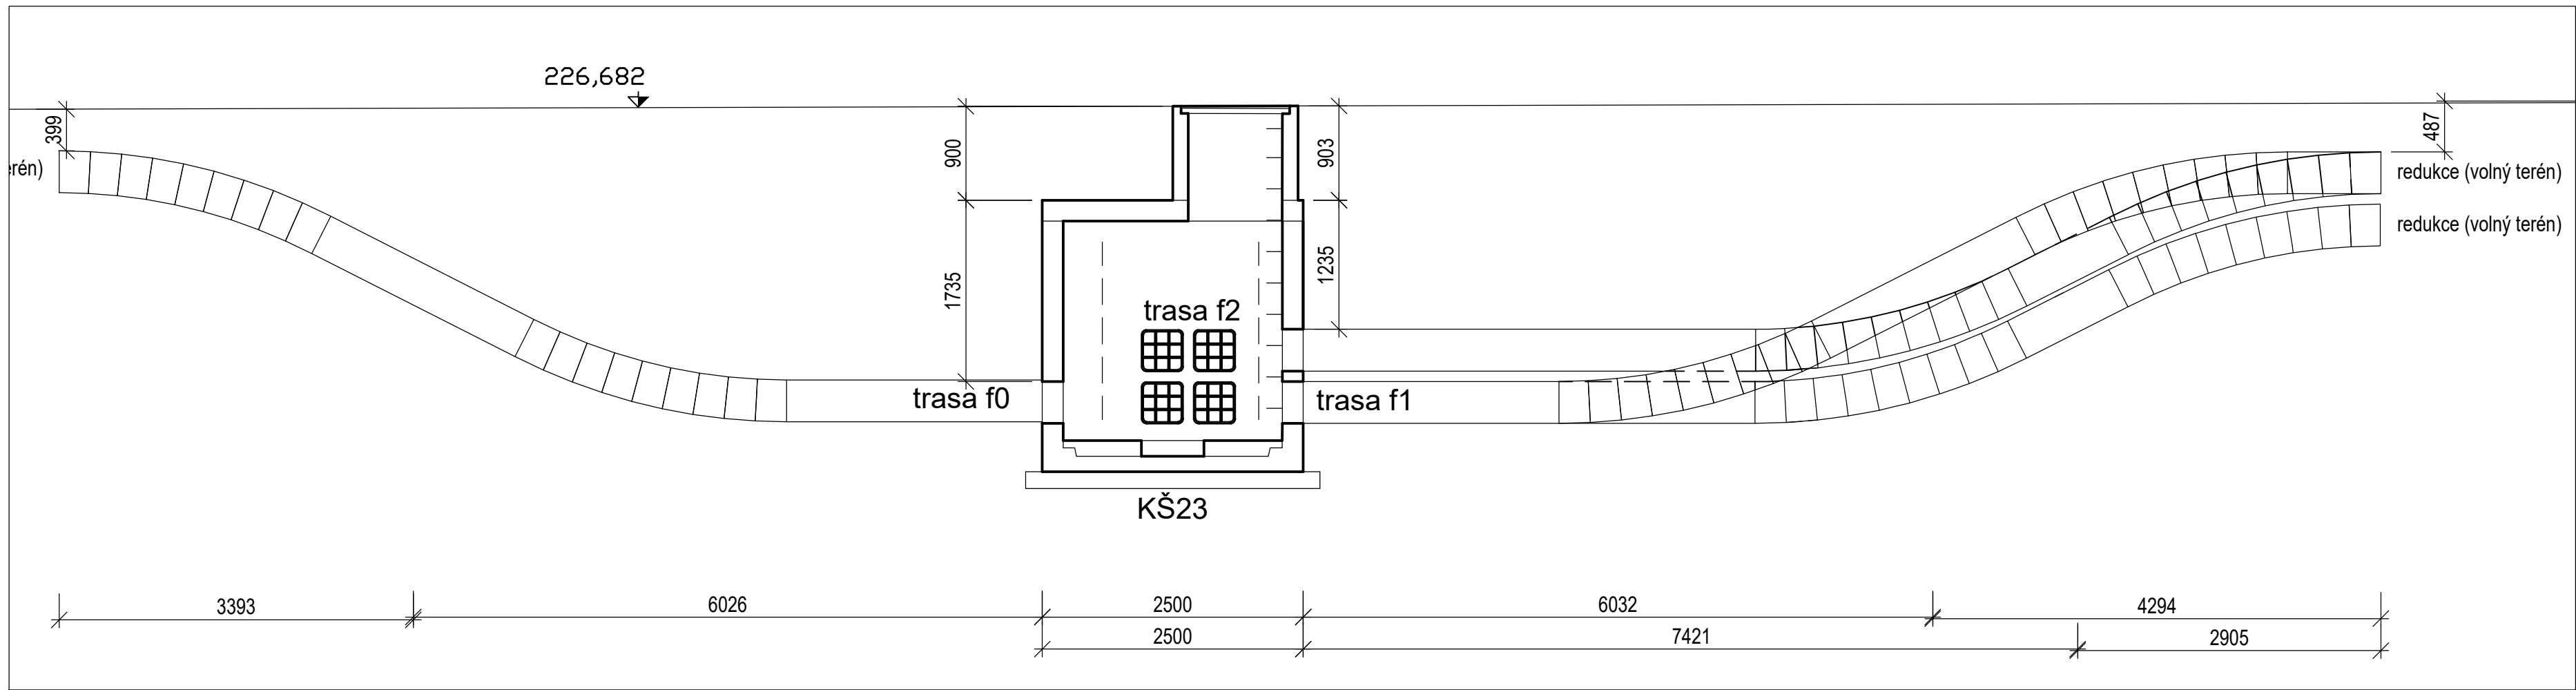 226,682
399
900
903
487
erén)
redukce (volný terén)
redukce (volný terén)
1735
1235
trasa f2
trasa f0
trasa f1
KŠ23
3393
6026
2500
6032
4294
2500
7421
2905